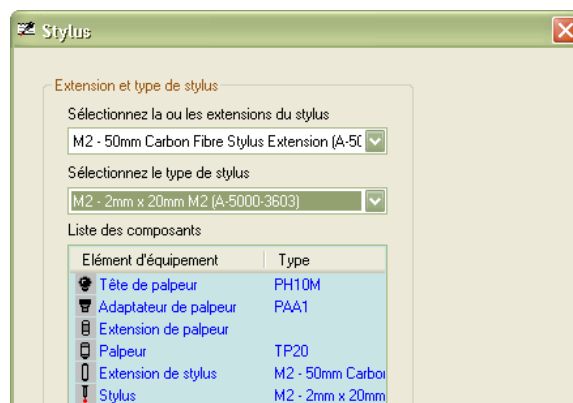 Stylus
Extension et type de stylus
Sélectionnez la ou les extensions du stylus
M2 - 50mm Carbon Fibre Stylus Extension (A-50
Sélectionnez le type de stylus
M2 - 2mm x 20mm M2 (A-5000-3603)
Liste des composants
Elément d'équipement Type
Tête de palpeur PH10M
Adaptateur de palpeur PAA1
Extension de palpeur
Palpeur TP20
Extension de stylus M2 - 50mm Carbon
Stylus M2 - 2mm x 20mm